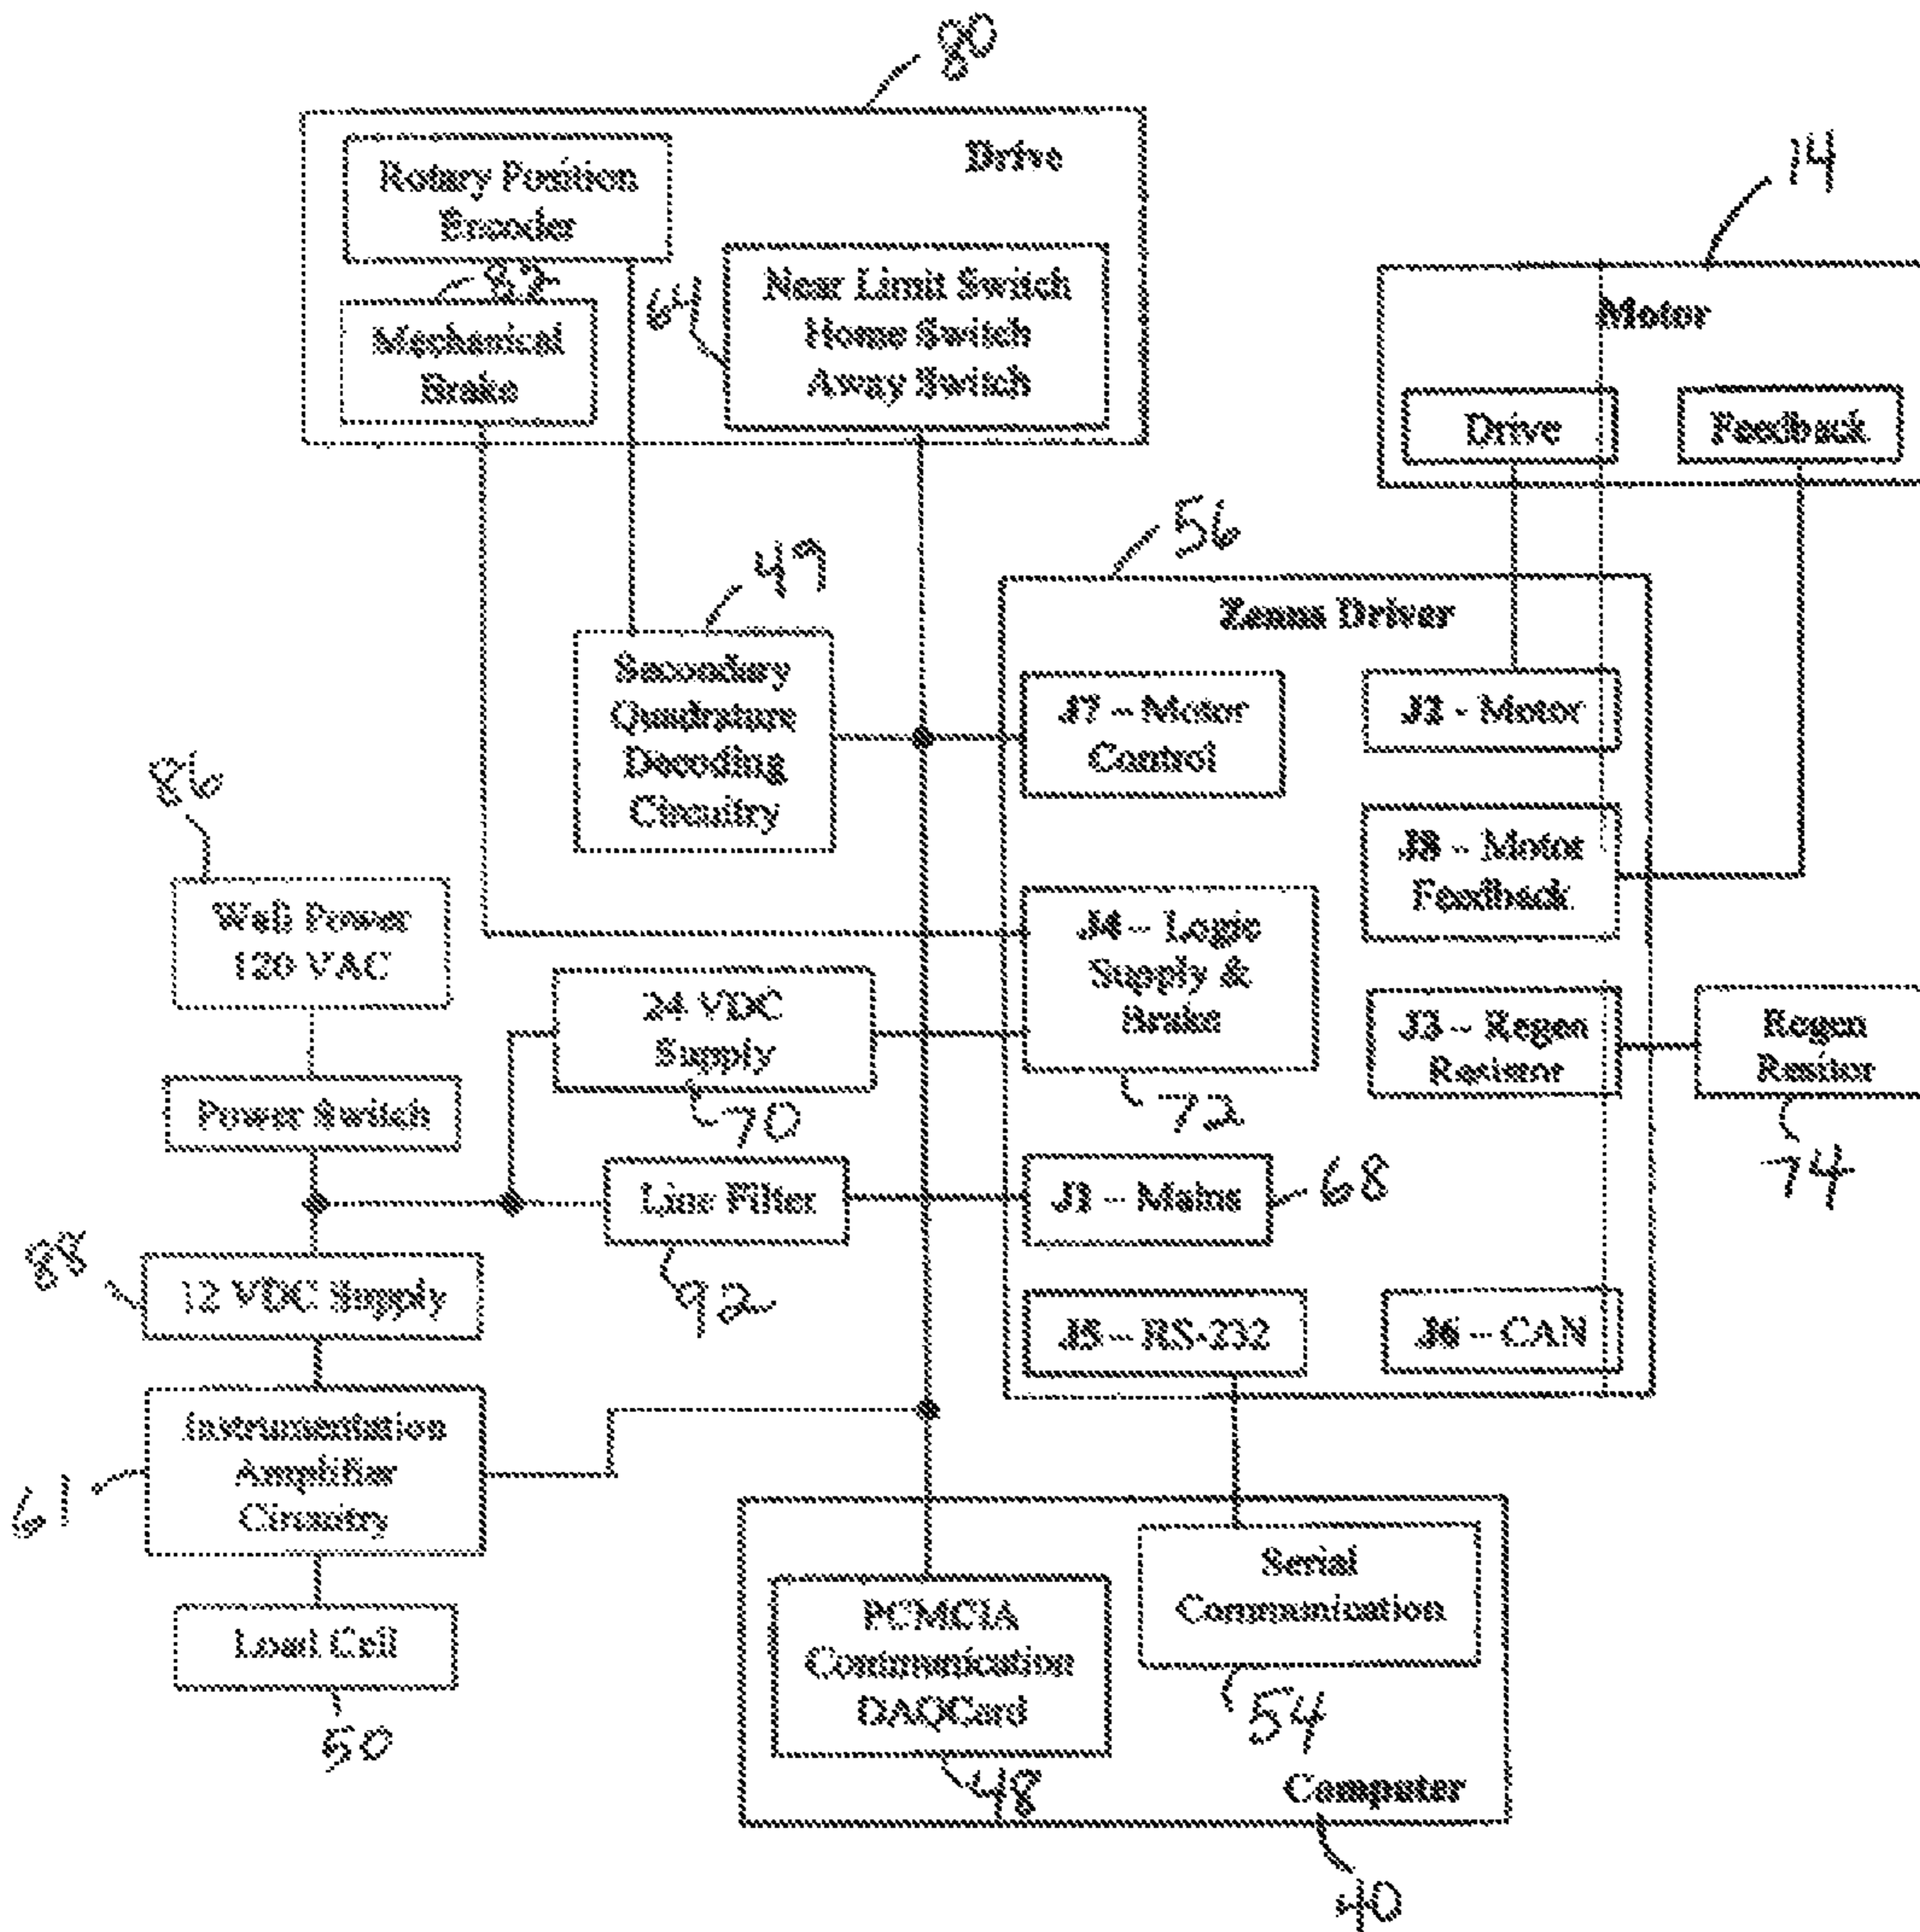 80
Drive
Rotary Position
Encoder
82
Mechanical
Brake
64
Near Limit Switch
Home Switch
Away Switch
14
Motor
Drive
Feedback
56
Xenus Driver
49
Secondary
Quadrature
Decoding
Circuitry
J7 - Motor
Control
J2 - Motor
J8 - Motor
Feedback
86
Wall Power
120 VAC
24 VDC
Supply
70
J4 - Logic
Supply &
Brake
72
J3 - Regen
Resistor
Regen
Resitor
74
Power Switch
Line Filter
92
J1 - Mains
68
88
12 VDC Supply
J5 - RS-232
J6 - CAN
61
Instrumentation
Amplifier
Circuitry
Load Cell
50
PCMCIA
Communication
DAQCard
48
Serial
Communication
54
Computer
40